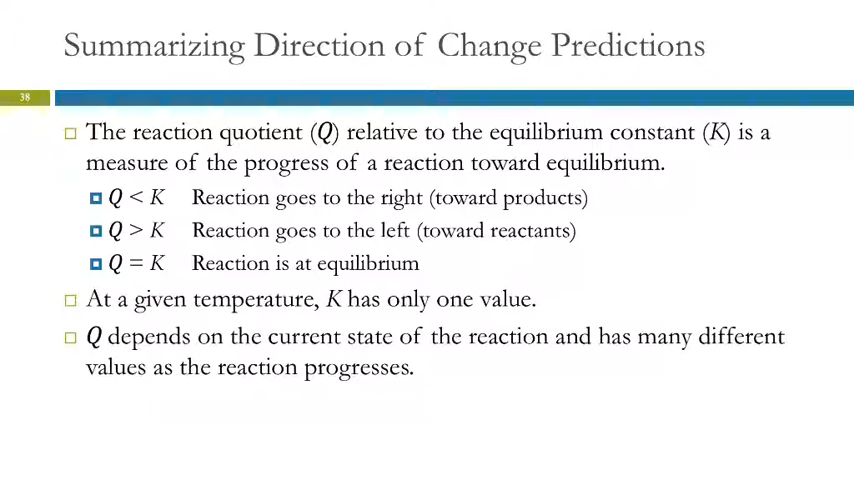 Summarizing Direction of Change Predictions
38
The reaction quotient (Q) relative to the equilibrium constant (K) is a
measure of the progress of a reaction toward equilibrium.
Q < K Reaction goes to the right (toward products)
Q > K Reaction goes to the left (toward reactants)
Q = K Reaction is at equilibrium
At a given temperature, K has only one value.
Q depends on the current state of the reaction and has many different
values as the reaction progresses.